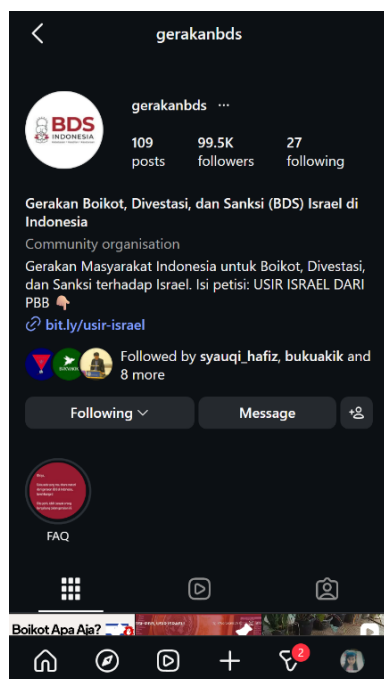 gerakanbds
BDS
INDONESIA
gerakanbds ...
109 99.5K 27
posts followers following
Gerakan Boikot, Divestasi, dan Sanksi (BDS) Israel di
Indonesia
Community organisation
Gerakan Masyarakat Indonesia untuk Boikot, Divestasi,
dan Sanksi terhadap Israel. Isi petisi: USIR ISRAEL DARI
PBB 👇🏻
bit.ly/usir-israel
Followed by syauqi_hafiz, bukuakik and
8 more
Following Message
FAQ
Boikot Apa Aja?
2